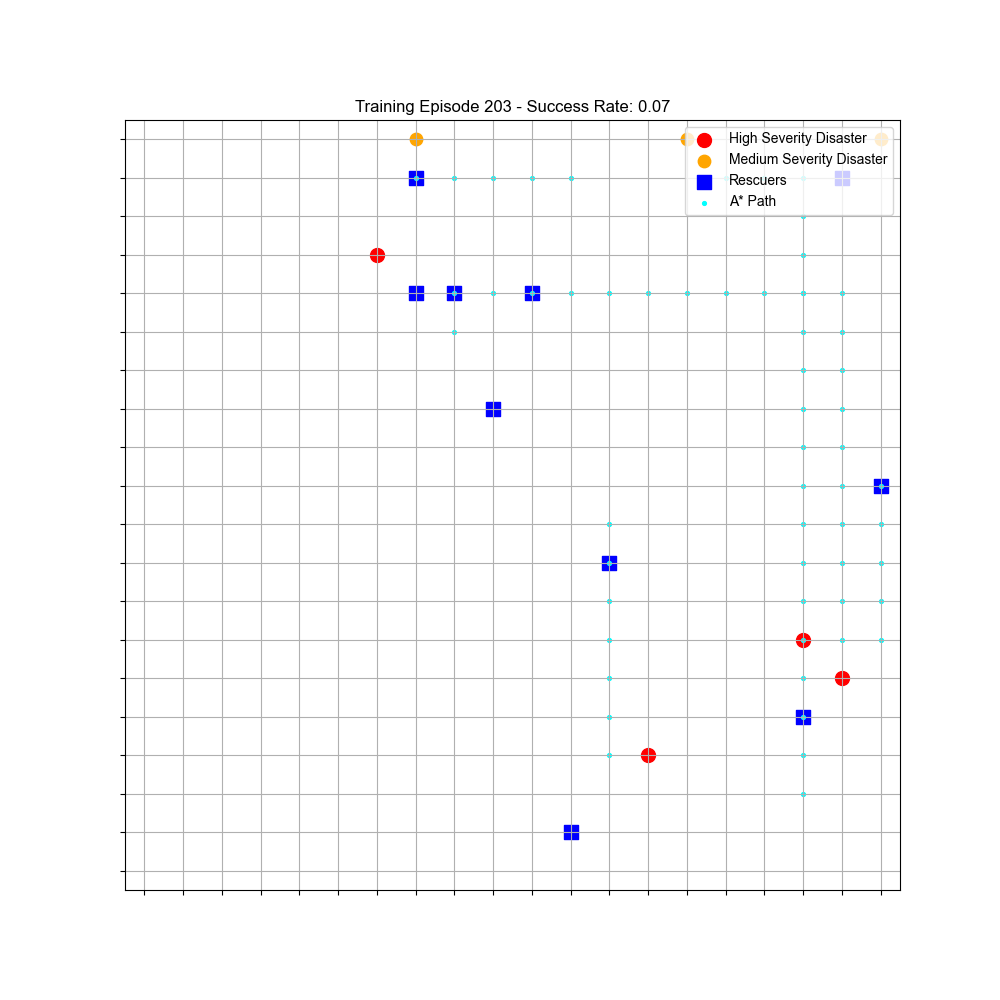 Training Episode 203 - Success Rate: 0.07
High Severity Disaster
Medium Severity Disaster
Rescuers
A* Path